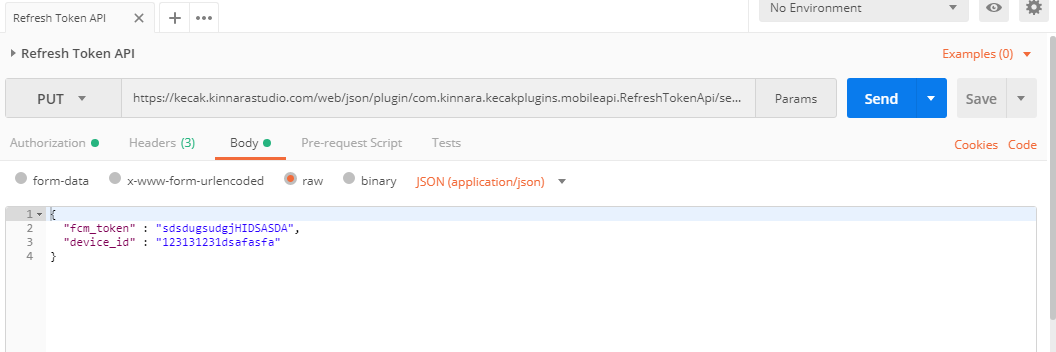 Refresh Token API
No Environment
Refresh Token API
Examples (0)
PUT
https://kecak.kinnarastudio.com/web/json/plugin/com.kinnara.kecakplugins.mobileapi.RefreshTokenApi/se...
Params
Send
Save
Authorization
Headers (3)
Body
Pre-request Script
Tests
Cookies
Code
form-data
x-www-form-urlencoded
raw
binary
JSON (application/json)
1 {
2 "fcm_token" : "sdsdugsudgjHIDSASDA",
3 "device_id" : "123131231dsafasfa"
4 }